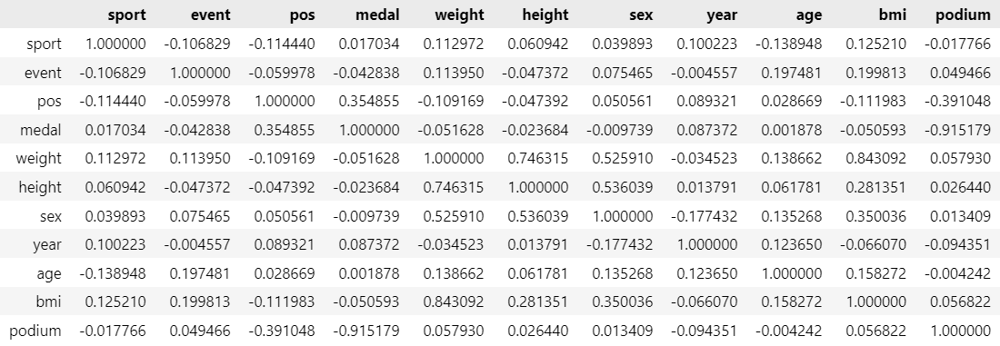 sport event pos medal weight height sex year age bmi podium
sport 1.000000 -0.106829 -0.114440 0.017034 0.112972 0.060942 0.039893 0.100223 -0.138948 0.125210 -0.017766
event -0.106829 1.000000 -0.059978 -0.042838 0.113950 -0.047372 0.075465 -0.004557 0.197481 0.199813 0.049466
pos -0.114440 -0.059978 1.000000 0.354855 -0.109169 -0.047392 0.050561 0.089321 0.028669 -0.111983 -0.391048
medal 0.017034 -0.042838 0.354855 1.000000 -0.051628 -0.023684 -0.009739 0.087372 0.001878 -0.050593 -0.915179
weight 0.112972 0.113950 -0.109169 -0.051628 1.000000 0.746315 0.525910 -0.034523 0.138662 0.843092 0.057930
height 0.060942 -0.047372 -0.047392 -0.023684 0.746315 1.000000 0.536039 0.013791 0.061781 0.281351 0.026440
sex 0.039893 0.075465 0.050561 -0.009739 0.525910 0.536039 1.000000 -0.177432 0.135268 0.350036 0.013409
year 0.100223 -0.004557 0.089321 0.087372 -0.034523 0.013791 -0.177432 1.000000 0.123650 -0.066070 -0.094351
age -0.138948 0.197481 0.028669 0.001878 0.138662 0.061781 0.135268 0.123650 1.000000 0.158272 -0.004242
bmi 0.125210 0.199813 -0.111983 -0.050593 0.843092 0.281351 0.350036 -0.066070 0.158272 1.000000 0.056822
podium -0.017766 0.049466 -0.391048 -0.915179 0.057930 0.026440 0.013409 -0.094351 -0.004242 0.056822 1.000000